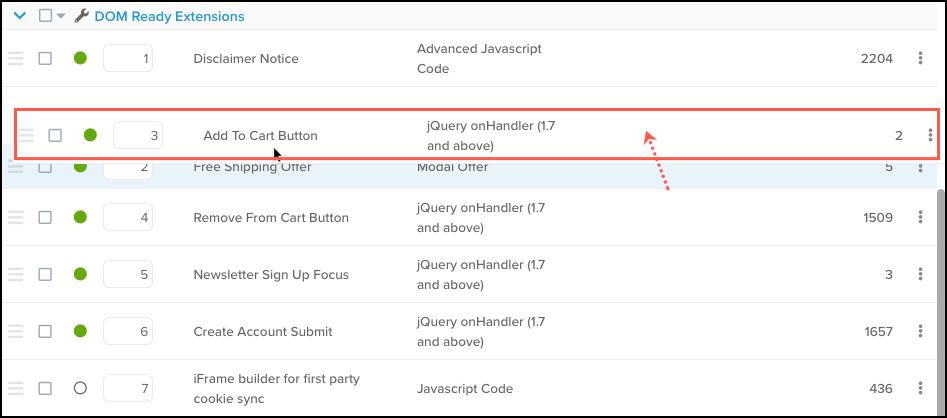 DOM Ready Extensions
1 Disclaimer Notice Advanced Javascript 2204
Code
3 Add To Cart Button jQuery onHandler (1.7 2
and above)
2 Free Shipping Offer Modal Offer 5
4 Remove From Cart Button jQuery onHandler (1.7 1509
and above)
5 Newsletter Sign Up Focus jQuery onHandler (1.7 3
and above)
6 Create Account Submit jQuery onHandler (1.7 1657
and above)
7 iFrame builder for first party Javascript Code 436
cookie sync